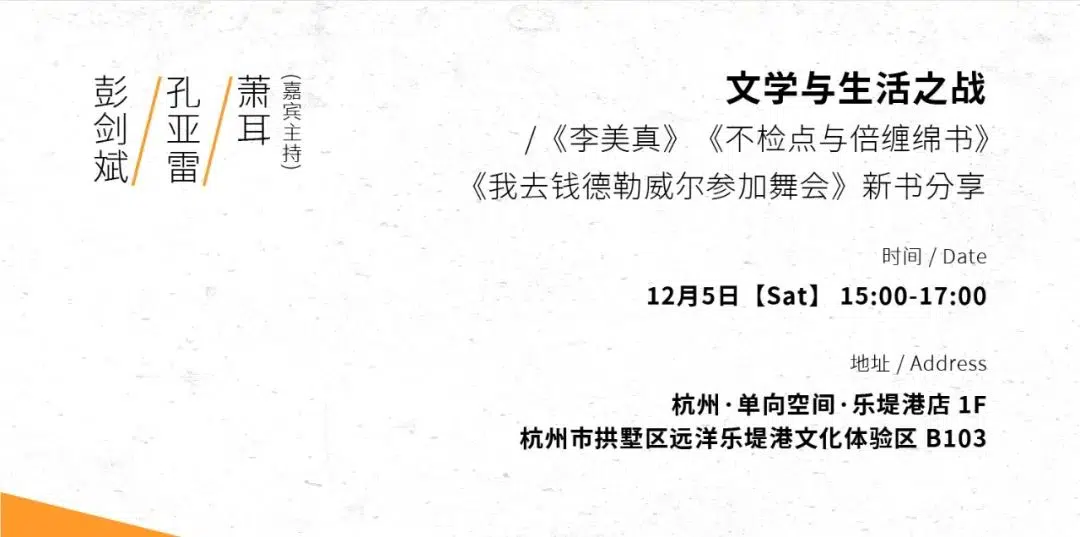 彭剑斌
孔亚雷
萧耳
(嘉宾主持)
文学与生活之战
/《李美真》《不检点与倍缠绵书》
《我去钱德勒威尔参加舞会》新书分享
时间 / Date
12月5日【Sat】 15:00-17:00
地址 / Address
杭州·单向空间·乐堤港店 1F
杭州市拱墅区远洋乐堤港文化体验区 B103